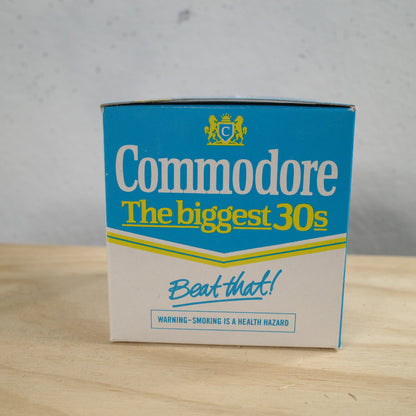 C
Commodore
The biggest 30s
Beat that!
WARNING-SMOKING IS A HEALTH HAZARD